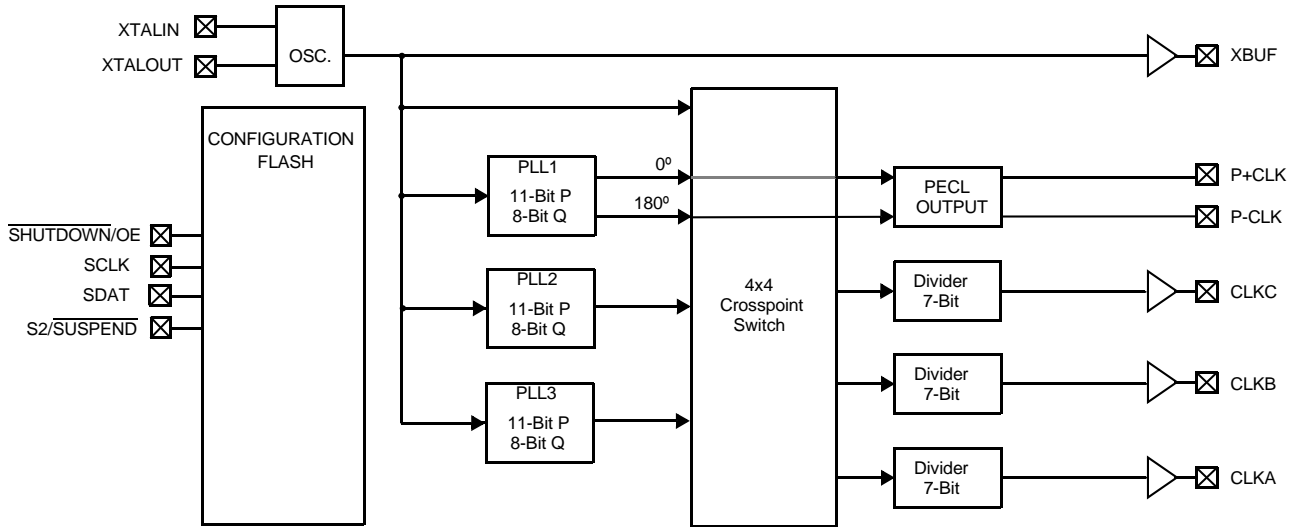 XTALIN
XTALOUT
OSC.
XBUF
CONFIGURATION
FLASH
SHUTDOWN/OE
SCLK
SDAT
S2/SUSPEND
PLL1
11-Bit P
8-Bit Q
0º
180º
PLL2
11-Bit P
8-Bit Q
PLL3
11-Bit P
8-Bit Q
4x4
Crosspoint
Switch
PECL
OUTPUT
P+CLK
P-CLK
Divider
7-Bit
CLKC
Divider
7-Bit
CLKB
Divider
7-Bit
CLKA